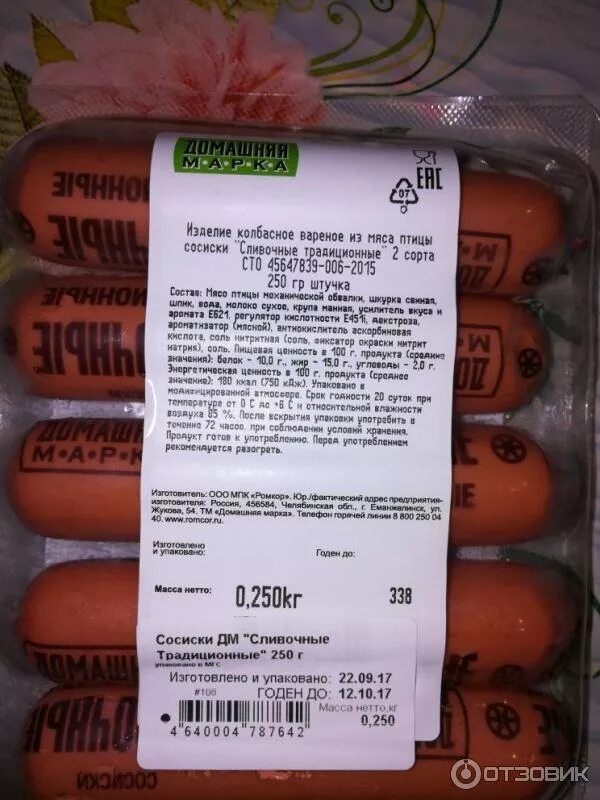 ДОМАШНЯЯ
МАРКА
ЕАС
07
Изделие колбасное вареное из мяса птицы
сосиски "Сливочные традиционные" 2 сорта
СТО 45647839-006-2015
250 гр штучка
Состав: Мясо птицы механической обвалки, шкурка свиная,
шпик, вода, молоко сухое, крупа манная, усилитель вкуса и
аромата Е621, регулятор кислотности Е451i, декстроза,
ароматизатор (мясной), антиокислитель аскорбиновая
кислота, соль нитритная (соль, фиксатор окраски нитрит
натрия), соль. Пищевая ценность в 100 г. продукта (средние
значения): белок - 10,0 г., жир - 15,0 г., углеводы - 2,0 г.
Энергетическая ценность в 100 г. продукта (среднее
значение): 180 ккал (750 кДж). Упаковано в
модифицированной атмосфере. Срок годности 20 суток при
температуре от 0 С до +6 С и относительной влажности
воздуха 85 %. После вскрытия упаковки употребить в
течение 72 часов, при соблюдении условий хранения.
Продукт готов к употреблению. Перед употреблением
рекомендуется разогреть.
Изготовитель: ООО МПК «Ромкор». Юр./фактический адрес предприятия-
изготовителя: Россия, 456584, Челябинская обл., г. Еманжелинск, ул.
Жукова, 54. ТМ «Домашняя марка». Телефон горячей линии 8 800 250 04
40. www.romcor.ru.
Изготовлено
и упаковано:
Годен до:
Масса нетто:
0,250кг
338
Сосиски ДМ "Сливочные
Традиционные" 250 г
упаковано в МГС
Изготовлено и упаковано: 22.09.17
#108
ГОДЕН ДО: 12.10.17
Масса нетто,кг
0,250
4 640004 787642
МАРК
СОСИСКИ
ОТЗОВИК